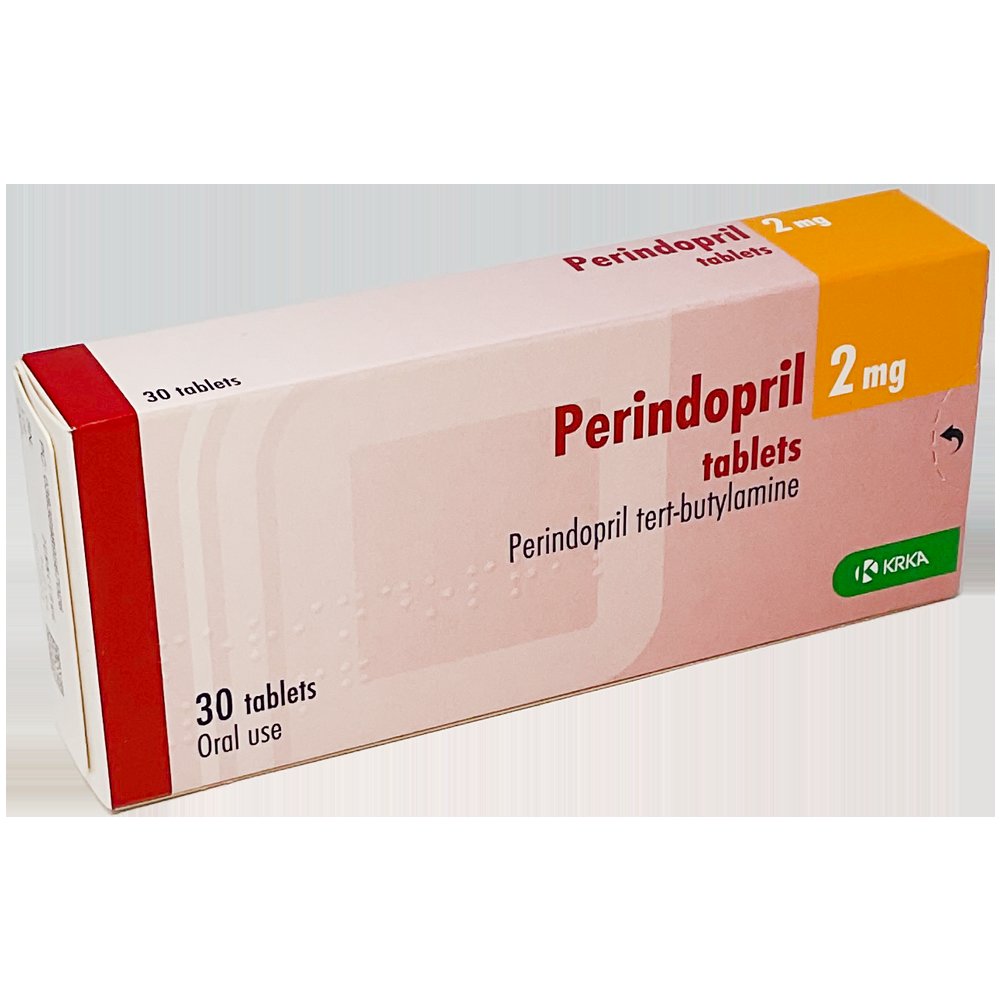 Perindopril 2 mg
tablets
30 tablets
Perindopril 2 mg
tablets
Perindopril tert-butylamine
KRKA
30 tablets
Oral use